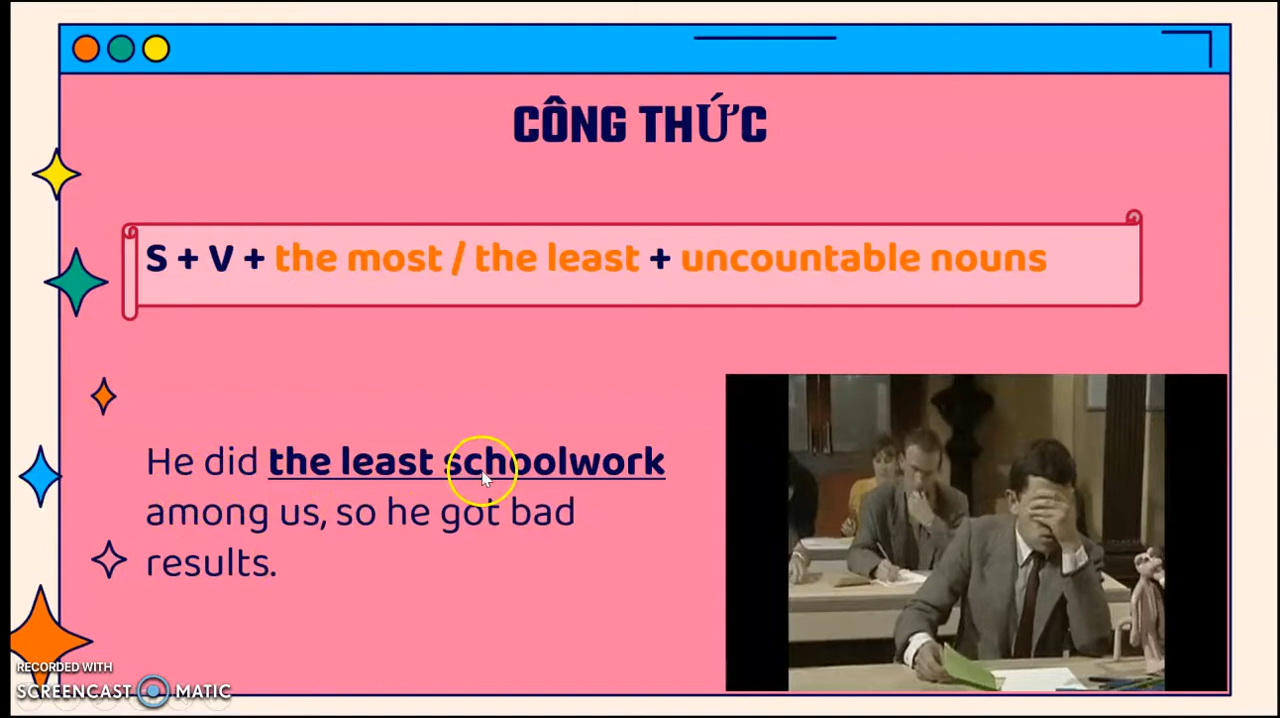 CÔNG THỨC
S + V + the most / the least + uncountable nouns
He did the least schoolwork
among us, so he got bad
results.
RECORDED WITH
SCREENCAST MATIC